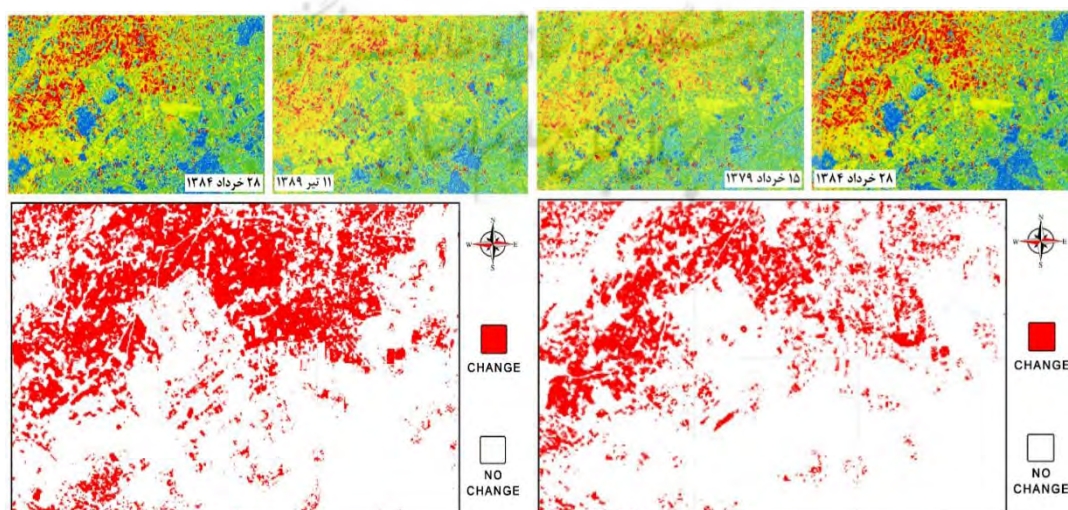 ۲۸ خرداد ۱۳۸۴
۱۱ تیر ۱۳۸۹
۱۵ خرداد ۱۳۷۹
۲۸ خرداد ۱۳۸۴
N
W E
S
CHANGE
NO
CHANGE
N
W E
S
CHANGE
NO
CHANGE